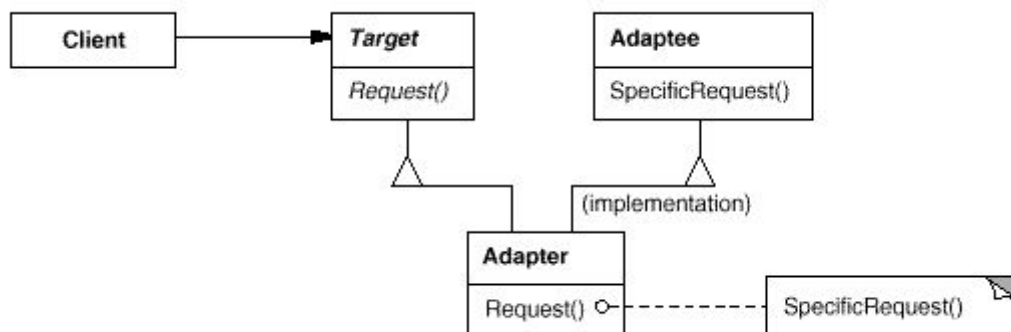 Client
Target
Request()
Adaptee
SpecificRequest()
(implementation)
Adapter
Request()
SpecificRequest()